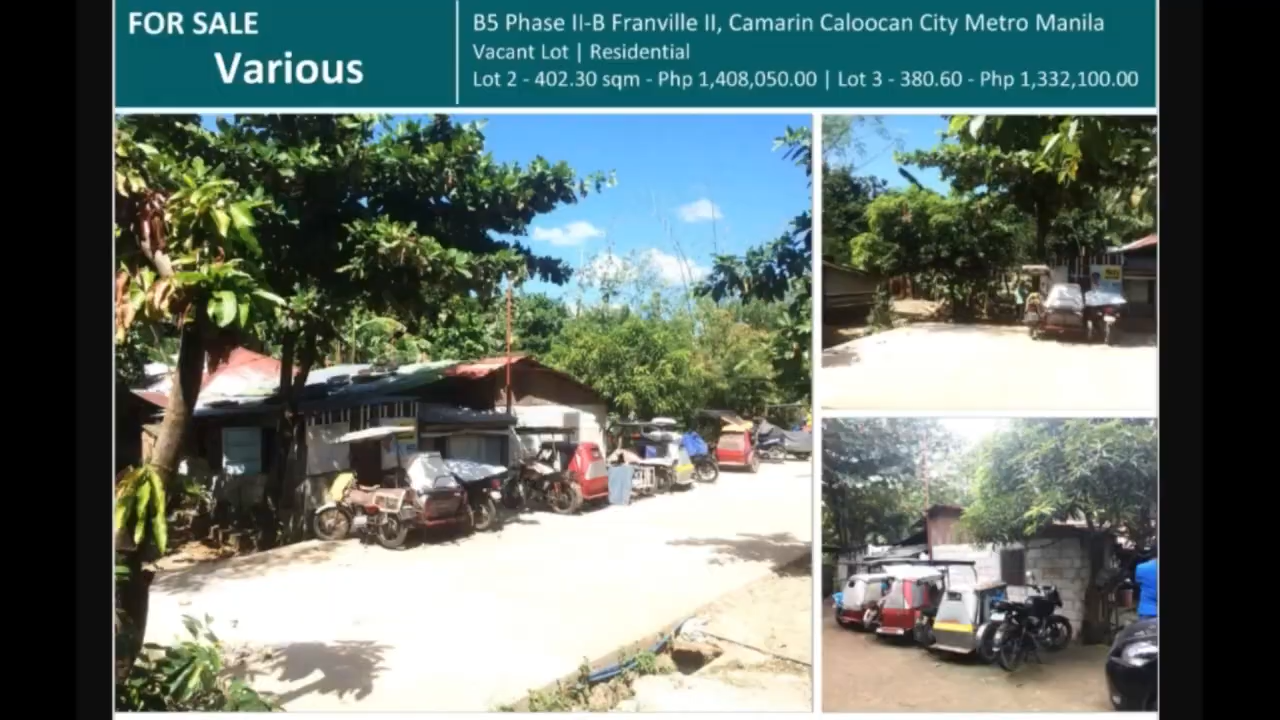 FOR SALE
Various
B5 Phase II-B Franville II, Camarin Caloocan City Metro Manila
Vacant Lot | Residential
Lot 2 - 402.30 sqm - Php 1,408,050.00 | Lot 3 - 380.60 - Php 1,332,100.00